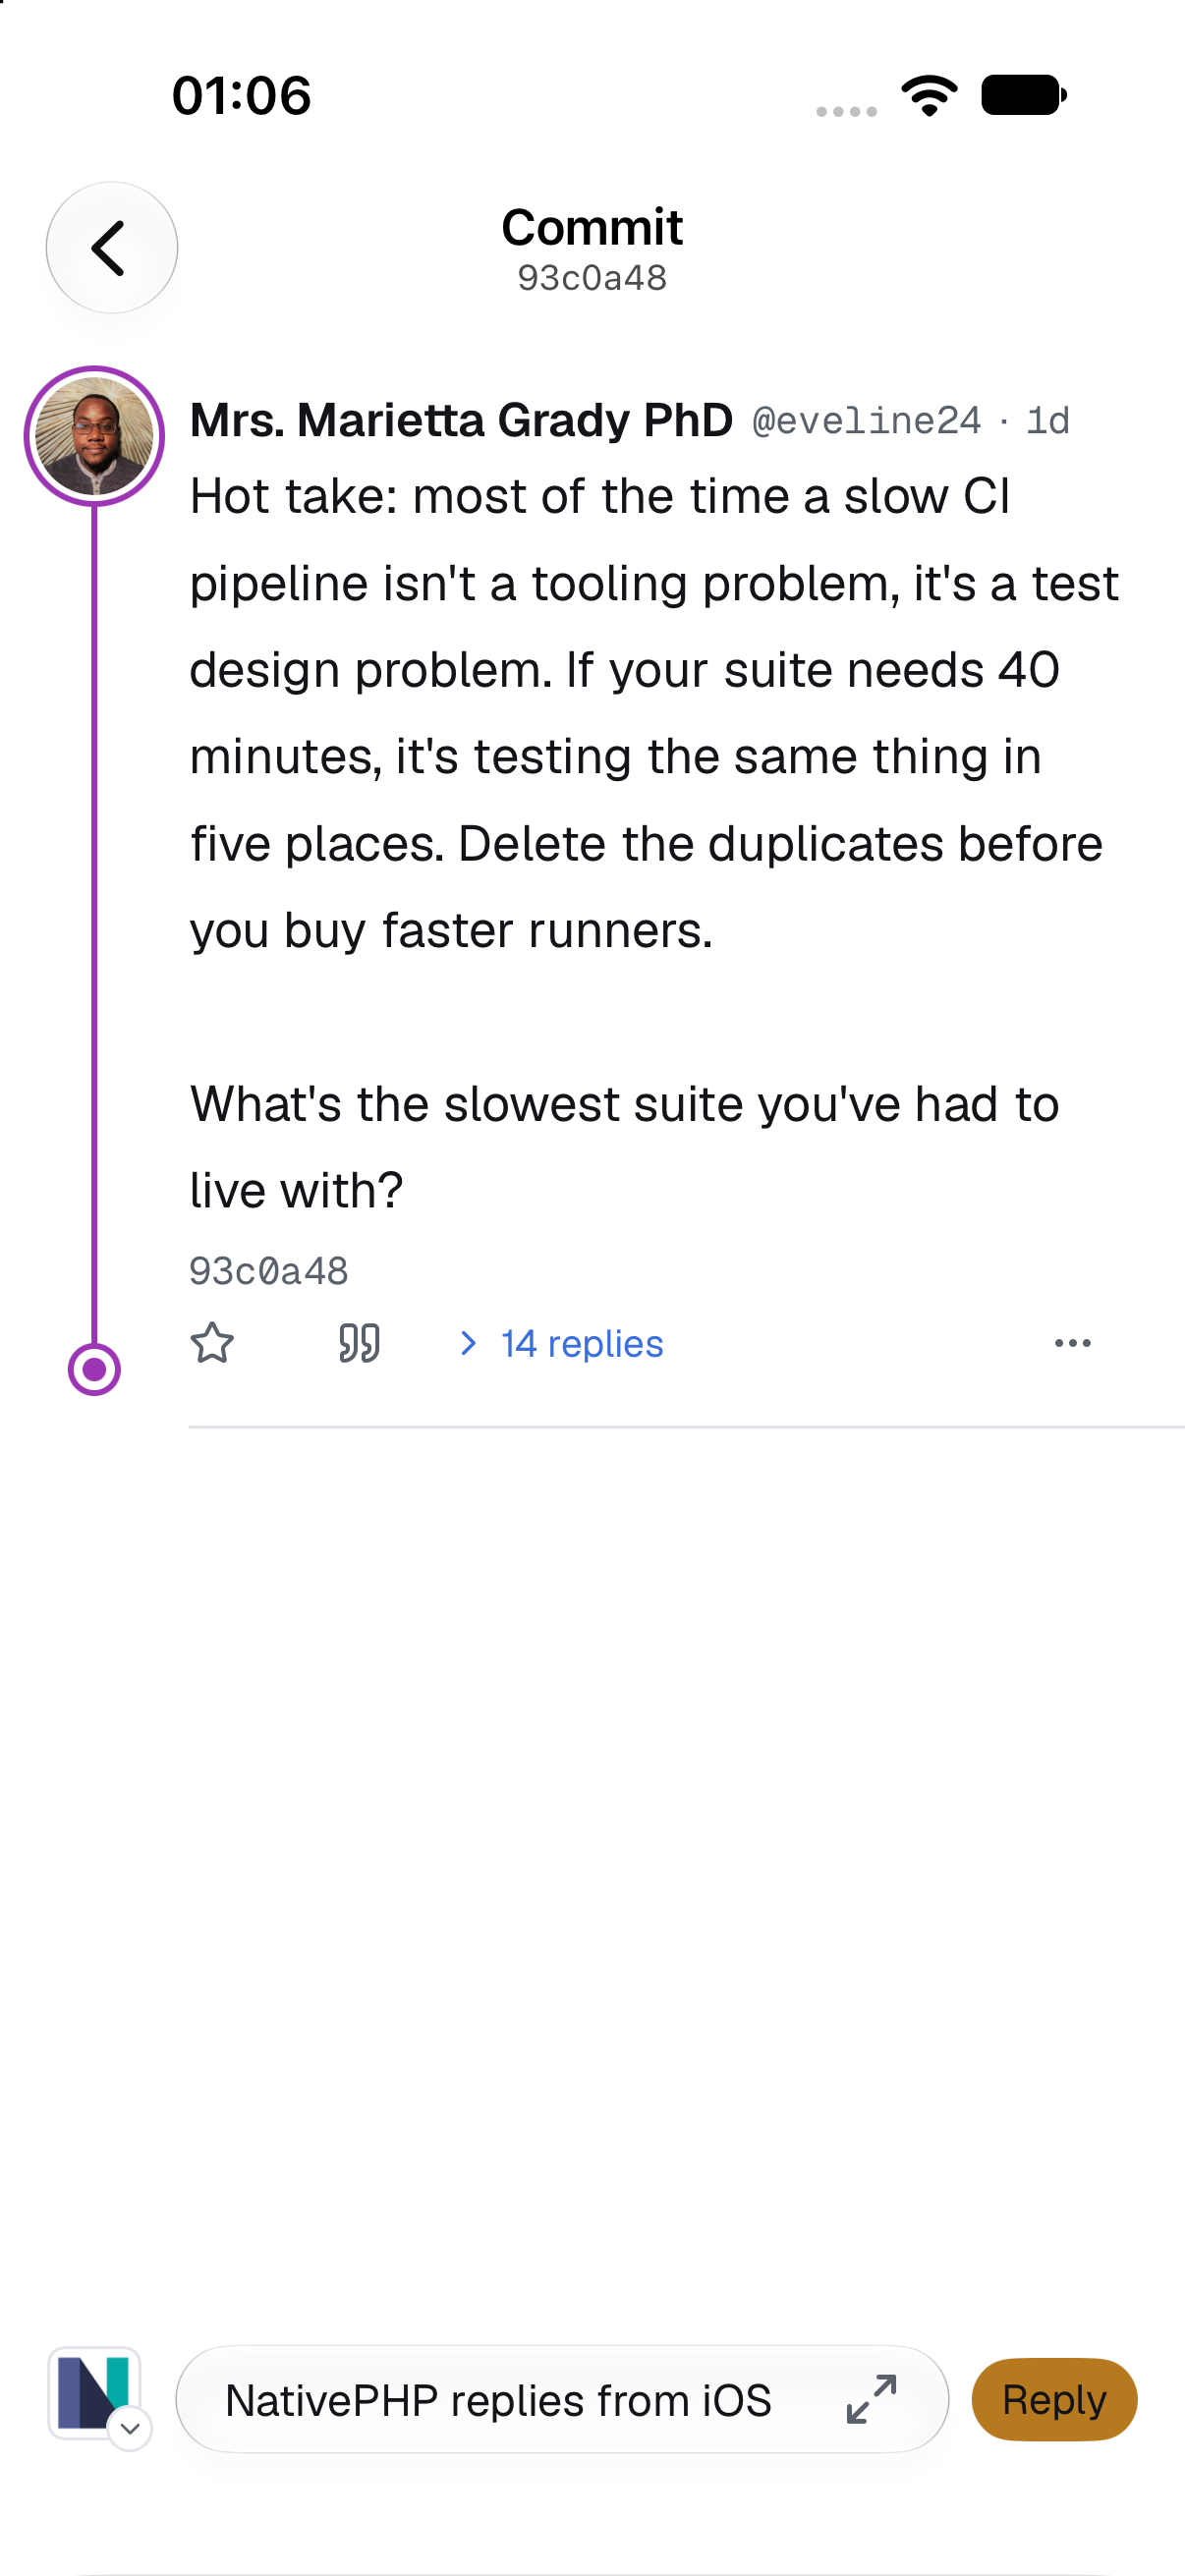 01:06
Commit
93c0a48
Mrs. Marietta Grady PhD @eveline24 · 1d
Hot take: most of the time a slow CI
pipeline isn't a tooling problem, it's a test
design problem. If your suite needs 40
minutes, it's testing the same thing in
five places. Delete the duplicates before
you buy faster runners.
What's the slowest suite you've had to
live with?
93c0a48
14 replies
NativePHP replies from iOS
Reply